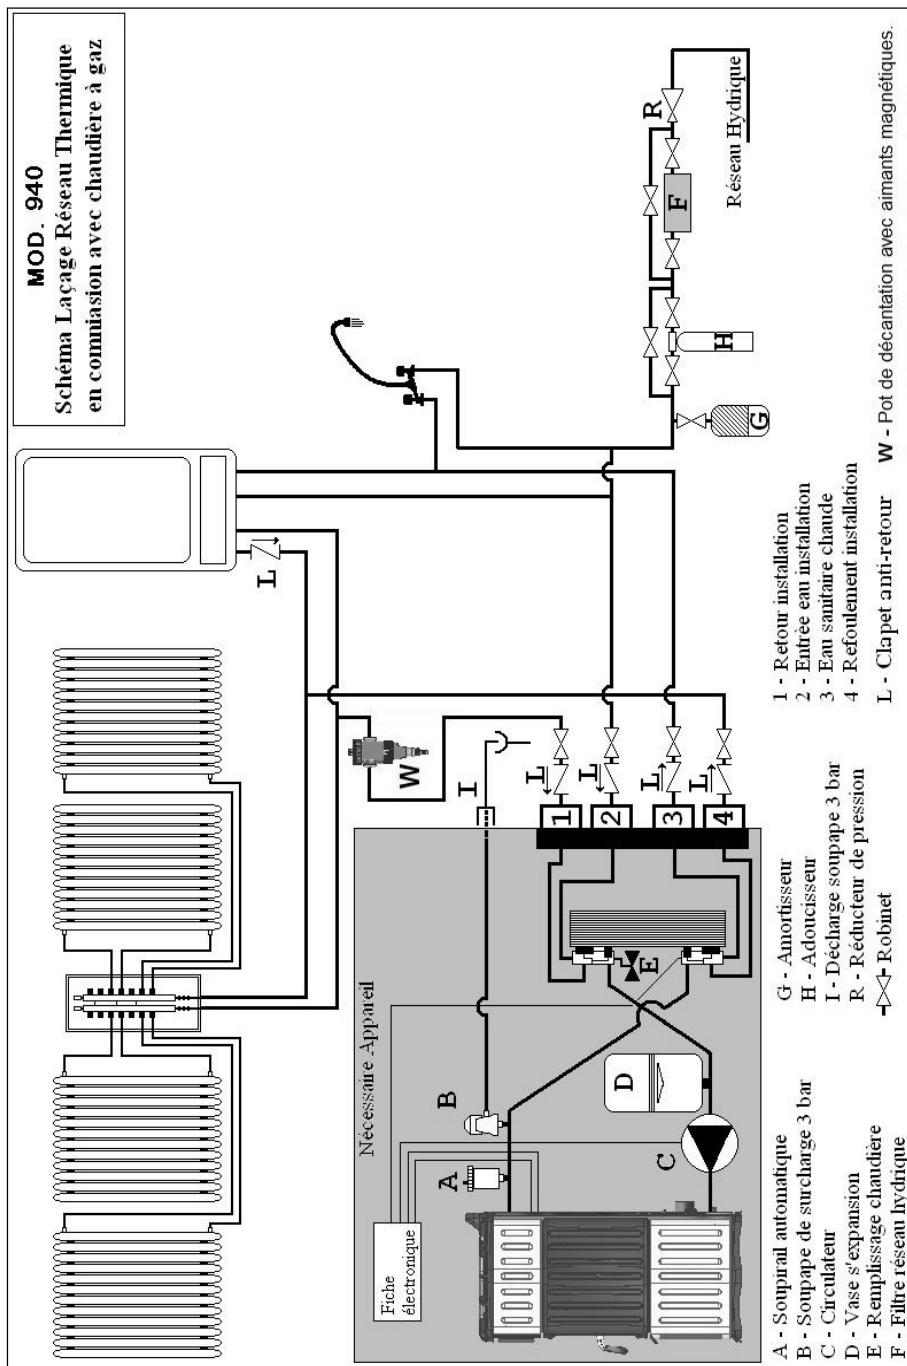 MOD. 940
Schéma Laçage Réseau Thermique
en comniasion avec chaudière à gaz
L
R
F
H
G
Réseau Hydrique
W
I
L
L
L
L
1
2
3
4
Nécessaire Appareil
Fiche
électronique
A
B
C
D
E
A - Soupirail automatique
B - Soupape de surcharge 3 bar
C - Circulateur
D - Vase s'expansion
E - Remplissage chaudière
F - Filtre réseau hydrique
G - Amortisseur
H - Adoucisseur
I - Décharge soupape 3 bar
R - Réducteur de pression
Robinet
1 - Retour installation
2 - Entrée eau installation
3 - Eau sanitaire chaude
4 - Refoulement installation
L - Clapet anti-retour
W - Pot de décantation avec aimants magnétiques.